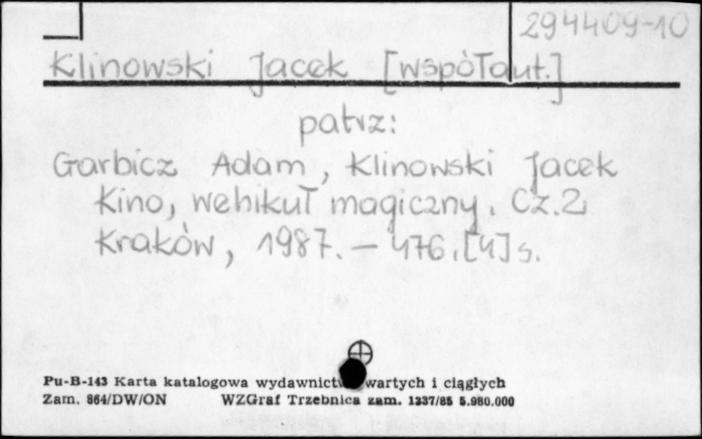 294409-10
Klinowski Jacek [współaut.]
patrz:
Garbicz Adam, Klinowski Jacek
Kino, wehikuł magiczny. Cz.2
Kraków, 1987. – 476, [4] s.
Pu-B-143 Karta katalogowa wydawnictw zwartych i ciągłych
Zam. 864/DW/ON WZGraf Trzebnica zam. 1337/85 5.980.000